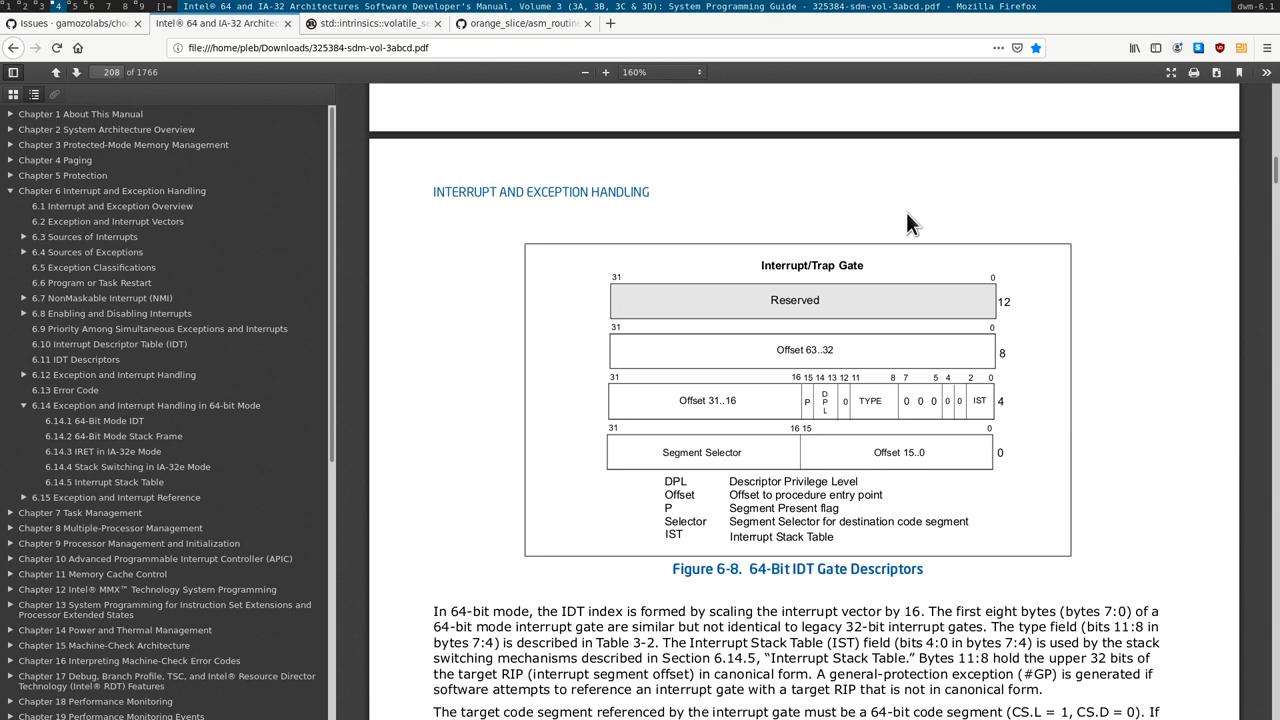 1 2 3 4 5 6 7 8 9 []= Intel® 64 and IA-32 Architectures Software Developer's Manual, Volume 3 (3A, 3B, 3C & 3D): System Programming Guide - 325384-sdm-vol-3abcd.pdf - Mozilla Firefox dwm-6.1
Issues · gamozolabs/cho × Intel® 64 and IA-32 Architec × std::intrinsics::volatile_se × orange_slice/asm_routin × +
file:///home/pleb/Downloads/325384-sdm-vol-3abcd.pdf
208 of 1766 − + 160%
Chapter 1 About This Manual
Chapter 2 System Architecture Overview
Chapter 3 Protected-Mode Memory Management
Chapter 4 Paging
Chapter 5 Protection
Chapter 6 Interrupt and Exception Handling
6.1 Interrupt and Exception Overview
6.2 Exception and Interrupt Vectors
6.3 Sources of Interrupts
6.4 Sources of Exceptions
6.5 Exception Classifications
6.6 Program or Task Restart
6.7 NonMaskable Interrupt (NMI)
6.8 Enabling and Disabling Interrupts
6.9 Priority Among Simultaneous Exceptions and Interrupts
6.10 Interrupt Descriptor Table (IDT)
6.11 IDT Descriptors
6.12 Exception and Interrupt Handling
6.13 Error Code
6.14 Exception and Interrupt Handling in 64-bit Mode
6.14.1 64-Bit Mode IDT
6.14.2 64-Bit Mode Stack Frame
6.14.3 IRET in IA-32e Mode
6.14.4 Stack Switching in IA-32e Mode
6.14.5 Interrupt Stack Table
6.15 Exception and Interrupt Reference
Chapter 7 Task Management
Chapter 8 Multiple-Processor Management
Chapter 9 Processor Management and Initialization
Chapter 10 Advanced Programmable Interrupt Controller (APIC)
Chapter 11 Memory Cache Control
Chapter 12 Intel® MMX™ Technology System Programming
Chapter 13 System Programming for Instruction Set Extensions and
Processor Extended States
Chapter 14 Power and Thermal Management
Chapter 15 Machine-Check Architecture
Chapter 16 Interpreting Machine-Check Error Codes
Chapter 17 Debug, Branch Profile, TSC, and Intel® Resource Director
Technology (Intel® RDT) Features
Chapter 18 Performance Monitoring
Chapter 19 Performance Monitoring Events
INTERRUPT AND EXCEPTION HANDLING
Interrupt/Trap Gate
31 0
Reserved 12
31 0
Offset 63..32 8
31 16 15 14 13 12 11 8 7 5 4 2 0
Offset 31..16 P DPL 0 TYPE 0 0 0 0 0 IST 4
31 16 15 0
Segment Selector Offset 15..0 0
DPL Descriptor Privilege Level
Offset Offset to procedure entry point
P Segment Present flag
Selector Segment Selector for destination code segment
IST Interrupt Stack Table
Figure 6-8. 64-Bit IDT Gate Descriptors
In 64-bit mode, the IDT index is formed by scaling the interrupt vector by 16. The first eight bytes (bytes 7:0) of a
64-bit mode interrupt gate are similar but not identical to legacy 32-bit interrupt gates. The type field (bits 11:8 in
bytes 7:4) is described in Table 3-2. The Interrupt Stack Table (IST) field (bits 4:0 in bytes 7:4) is used by the stack
switching mechanisms described in Section 6.14.5, “Interrupt Stack Table.” Bytes 11:8 hold the upper 32 bits of
the target RIP (interrupt segment offset) in canonical form. A general-protection exception (#GP) is generated if
software attempts to reference an interrupt gate with a target RIP that is not in canonical form.
The target code segment referenced by the interrupt gate must be a 64-bit code segment (CS.L = 1, CS.D = 0). If